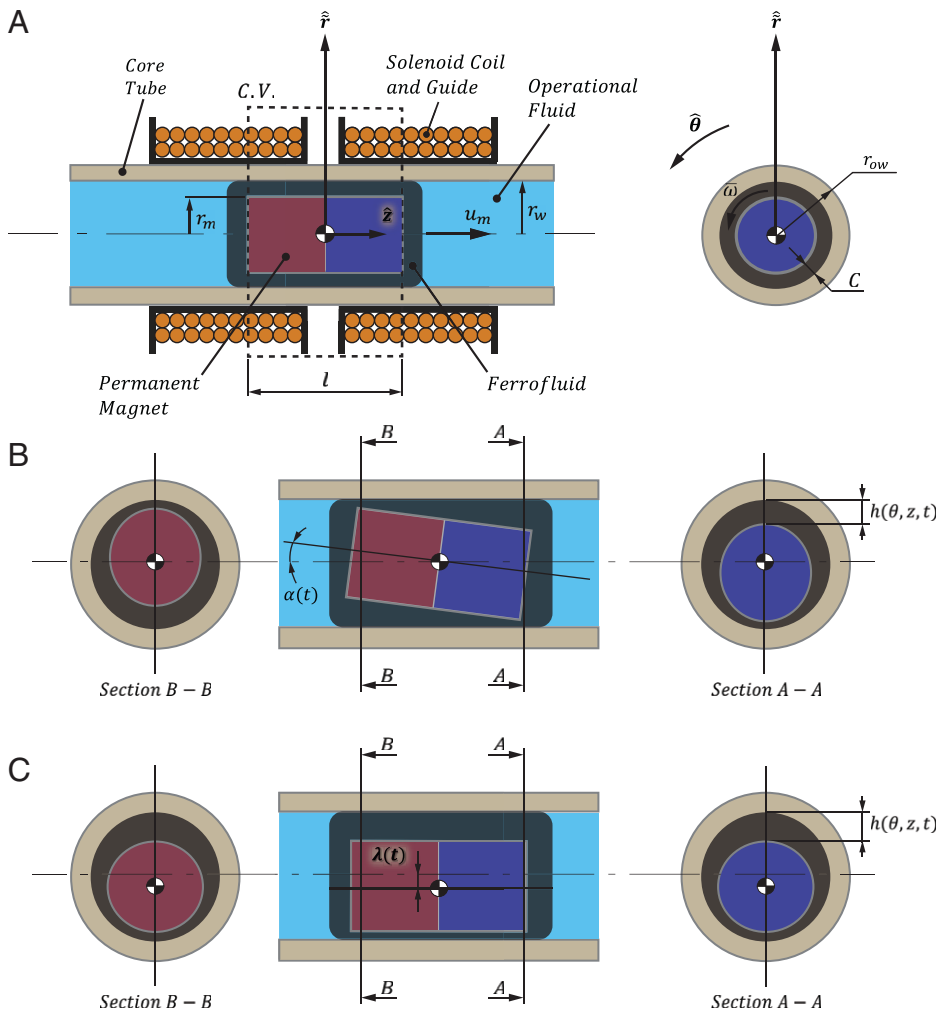 A
r̂
r̂
Core
Tube
C.V.
Solenoid Coil
and Guide
Operational
Fluid
θ̂
r_ow
ω̄
r_m
ẑ
u_m
r_w
C
Permanent
Magnet
l
Ferrofluid
B
B
A
h(θ, z, t)
α(t)
B
A
Section B − B
Section A − A
C
B
A
h(θ, z, t)
λ(t)
B
A
Section B − B
Section A − A